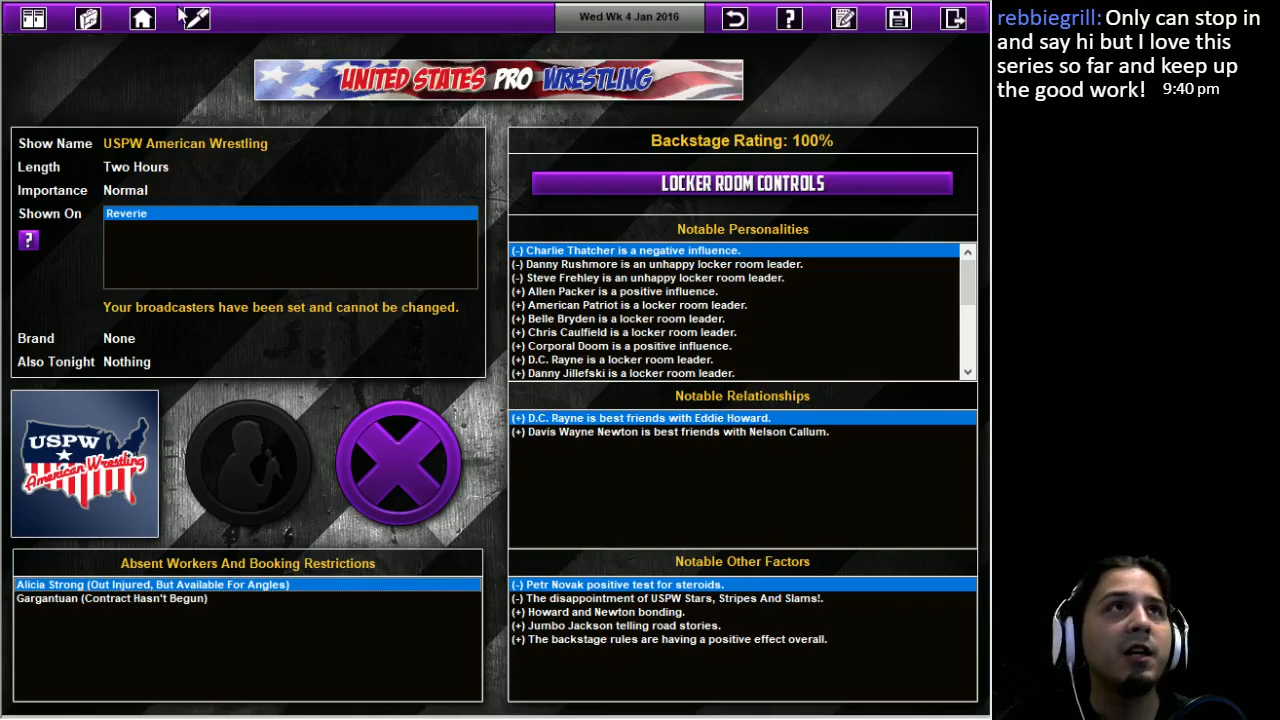 Wed Wk 4 Jan 2016
rebbiegrill: Only can stop in
and say hi but I love this
series so far and keep up
the good work! 9:40 pm
UNITED STATES PRO WRESTLING
Show Name USPW American Wrestling
Length Two Hours
Importance Normal
Shown On Reverie
?
Your broadcasters have been set and cannot be changed.
Brand None
Also Tonight Nothing
USPW
American Wrestling
Absent Workers And Booking Restrictions
Alicia Strong (Out Injured, But Available For Angles)
Gargantuan (Contract Hasn't Begun)
Backstage Rating: 100%
LOCKER ROOM CONTROLS
Notable Personalities
(-) Charlie Thatcher is a negative influence.
(-) Danny Rushmore is an unhappy locker room leader.
(-) Steve Frehley is an unhappy locker room leader.
(+) Allen Packer is a positive influence.
(+) American Patriot is a locker room leader.
(+) Belle Bryden is a locker room leader.
(+) Chris Caulfield is a locker room leader.
(+) Corporal Doom is a positive influence.
(+) D.C. Rayne is a locker room leader.
(+) Danny Jillefski is a locker room leader.
Notable Relationships
(+) D.C. Rayne is best friends with Eddie Howard.
(+) Davis Wayne Newton is best friends with Nelson Callum.
Notable Other Factors
(-) Petr Novak positive test for steroids.
(-) The disappointment of USPW Stars, Stripes And Slams!.
(+) Howard and Newton bonding.
(+) Jumbo Jackson telling road stories.
(+) The backstage rules are having a positive effect overall.